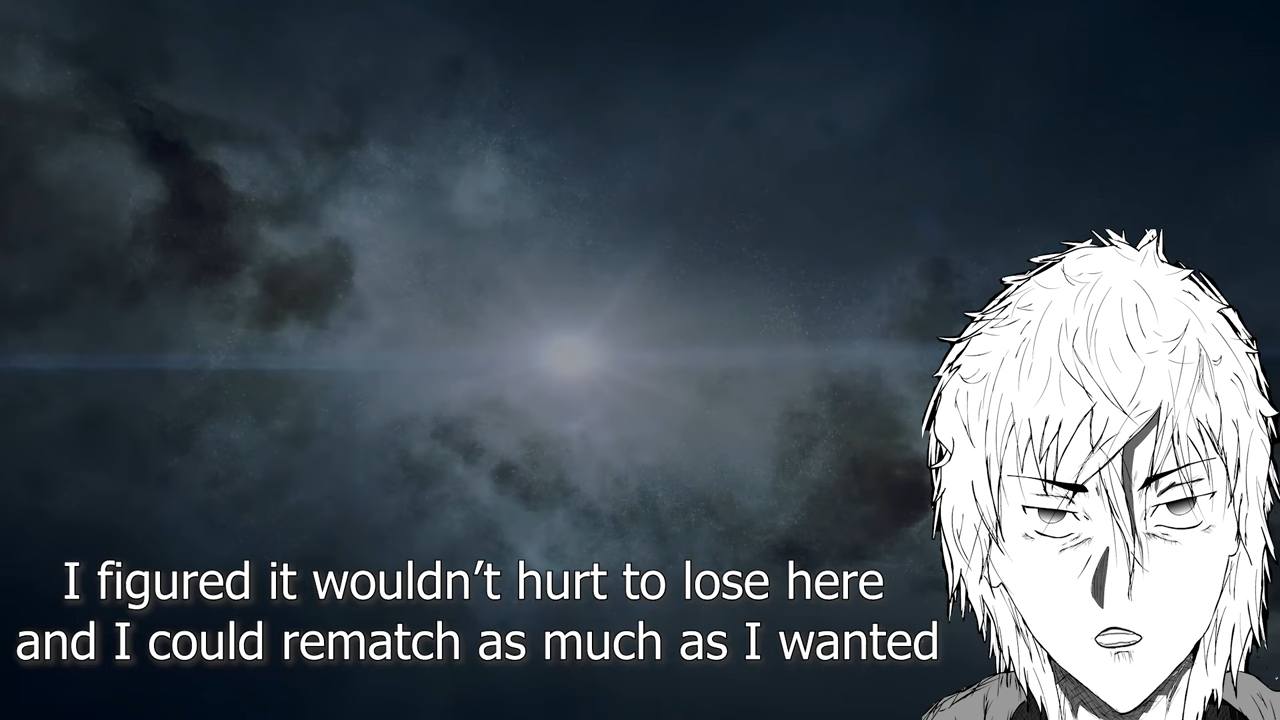 I figured it wouldn’t hurt to lose here
and I could rematch as much as I wanted